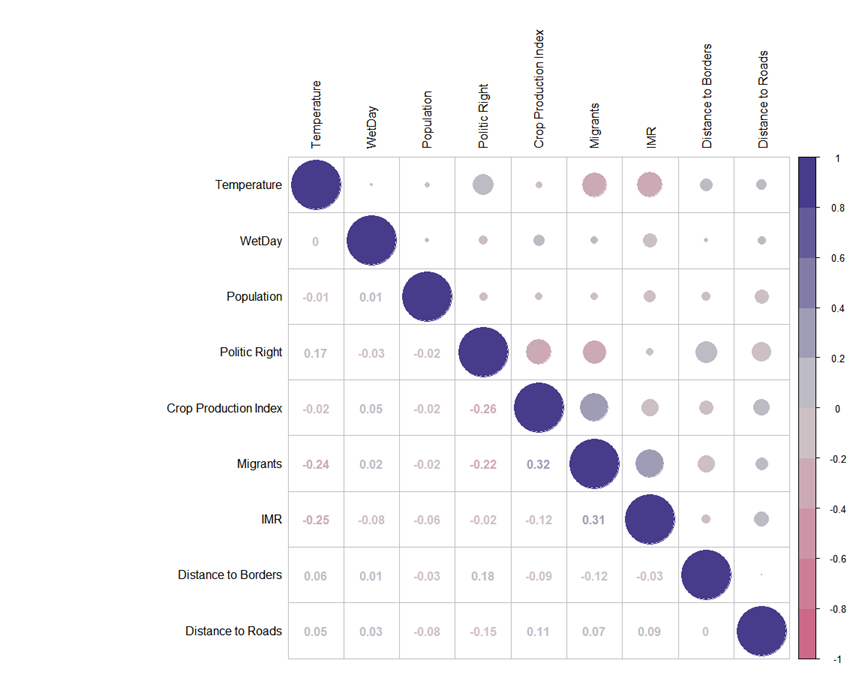 Temperature
WetDay
Population
Politic Right
Crop Production Index
Migrants
IMR
Distance to Borders
Distance to Roads
Temperature
WetDay 0
Population -0.01 0.01
Politic Right 0.17 -0.03 -0.02
Crop Production Index -0.02 0.05 -0.02 -0.26
Migrants -0.24 0.02 -0.02 -0.22 0.32
IMR -0.25 -0.08 -0.06 -0.02 -0.12 0.31
Distance to Borders 0.06 0.01 -0.03 0.18 -0.09 -0.12 -0.03
Distance to Roads 0.05 0.03 -0.08 -0.15 0.11 0.07 0.09 0
1
0.8
0.6
0.4
0.2
0
-0.2
-0.4
-0.6
-0.8
-1